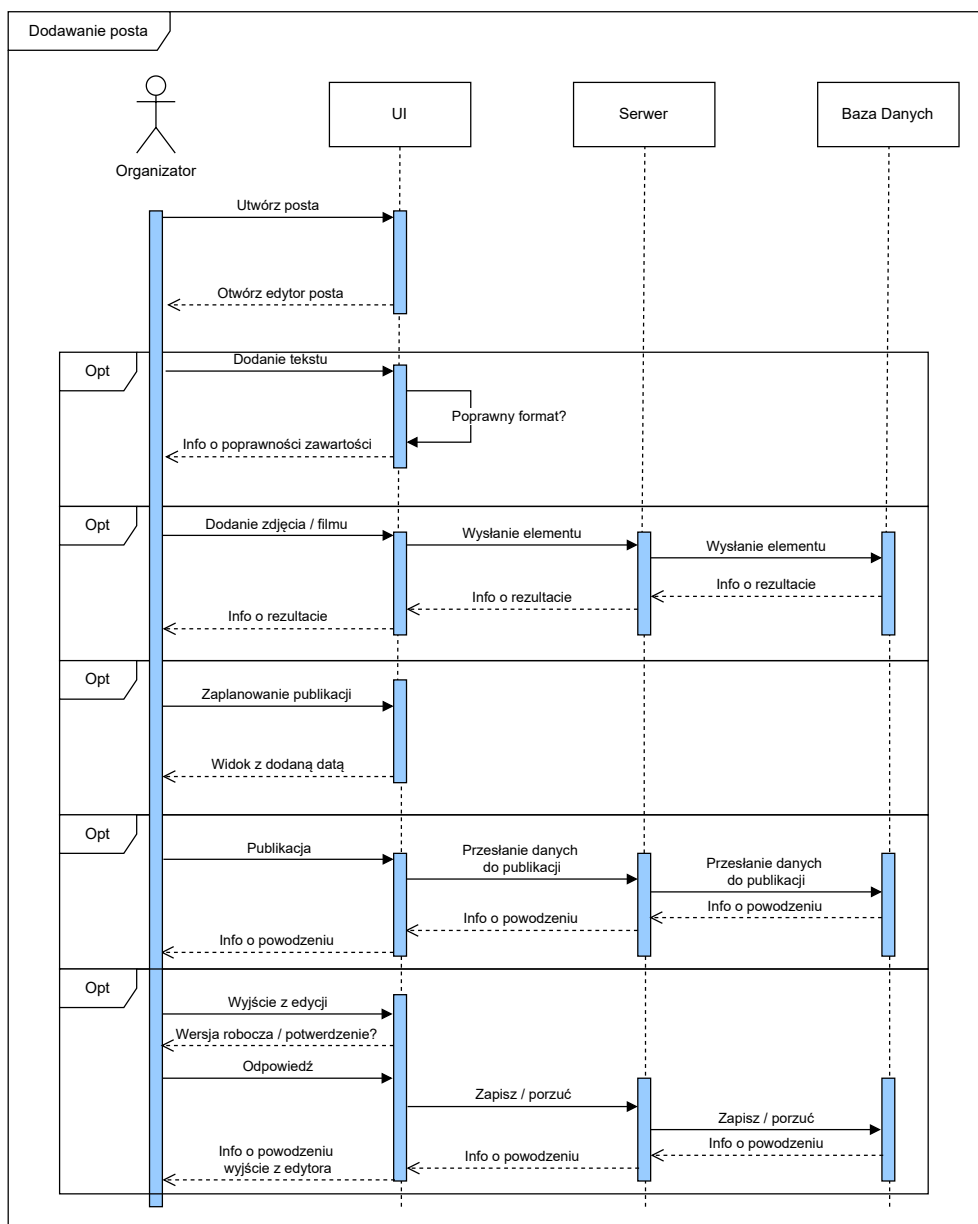 Dodawanie posta
UI
Serwer
Baza Danych
Organizator
Utwórz posta
Otwórz edytor posta
Opt
Dodanie tekstu
Poprawny format?
Info o poprawności zawartości
Opt
Dodanie zdjęcia / filmu
Wysłanie elementu
Wysłanie elementu
Info o rezultacie
Info o rezultacie
Info o rezultacie
Opt
Zaplanowanie publikacji
Widok z dodaną datą
Opt
Publikacja
Przesłanie danych
do publikacji
Przesłanie danych
do publikacji
Info o powodzeniu
Info o powodzeniu
Info o powodzeniu
Opt
Wyjście z edycji
Wersja robocza / potwerdzenie?
Odpowiedź
Zapisz / porzuć
Zapisz / porzuć
Info o powodzeniu
Info o powodzeniu
Info o powodzeniu
wyjście z edytora